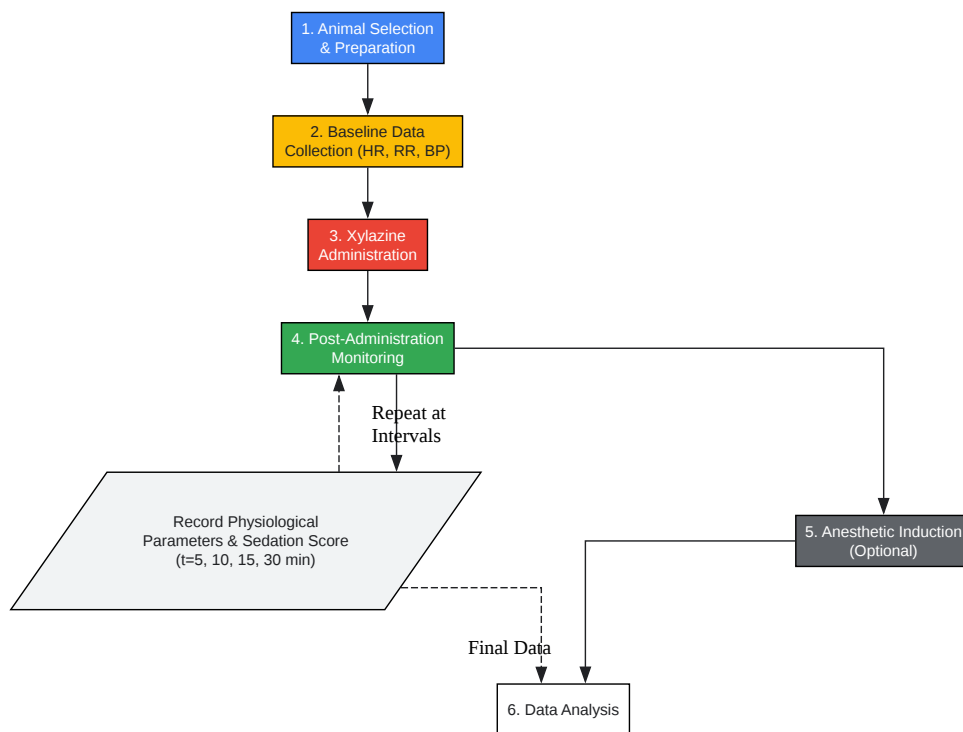 1. Animal Selection
& Preparation
2. Baseline Data
Collection (HR, RR, BP)
3. Xylazine
Administration
4. Post-Administration
Monitoring
Repeat at
Intervals
Record Physiological
Parameters & Sedation Score
(t=5, 10, 15, 30 min)
5. Anesthetic Induction
(Optional)
Final Data
6. Data Analysis